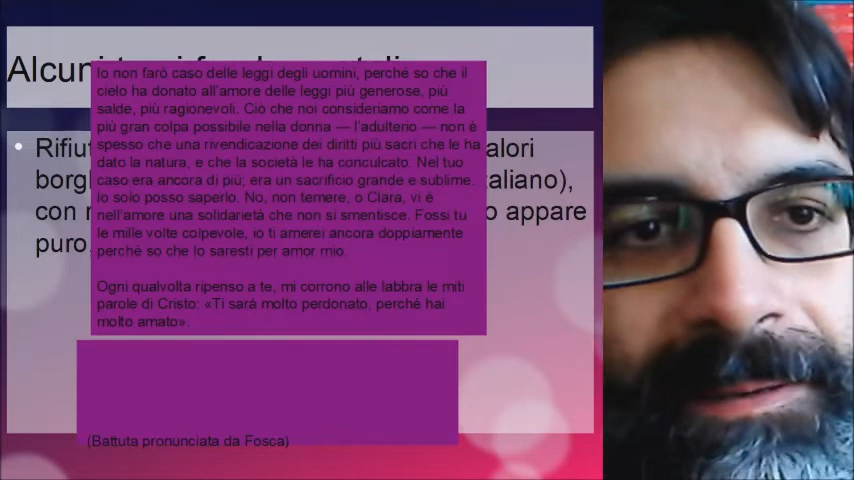 Alcuni
Io non farò caso delle leggi degli uomini, perché so che il
cielo ha donato all'amore delle leggi più generose, più
salde, più ragionevoli. Ciò che noi consideriamo come la
più gran colpa possibile nella donna — l'adulterio — non è
spesso che una rivendicazione dei diritti più sacri che le ha
dato la natura, e che la società le ha conculcato. Nel tuo
caso era ancora di più; era un sacrificio grande e sublime.
Io solo posso saperlo. No, non temere, o Clara, vi è
nell'amore una solidarietà che non si smentisce. Fossi tu
le mille volte colpevole, io ti amerei ancora doppiamente
perchè so che lo saresti per amor mio.
Ogni qualvolta ripenso a te, mi corrono alle labbra le miti
parole di Cristo: «Ti sarà molto perdonato, perchè hai
molto amato».
alori
taliano),
con
o appare
puro
(Battuta pronunciata da Fosca)